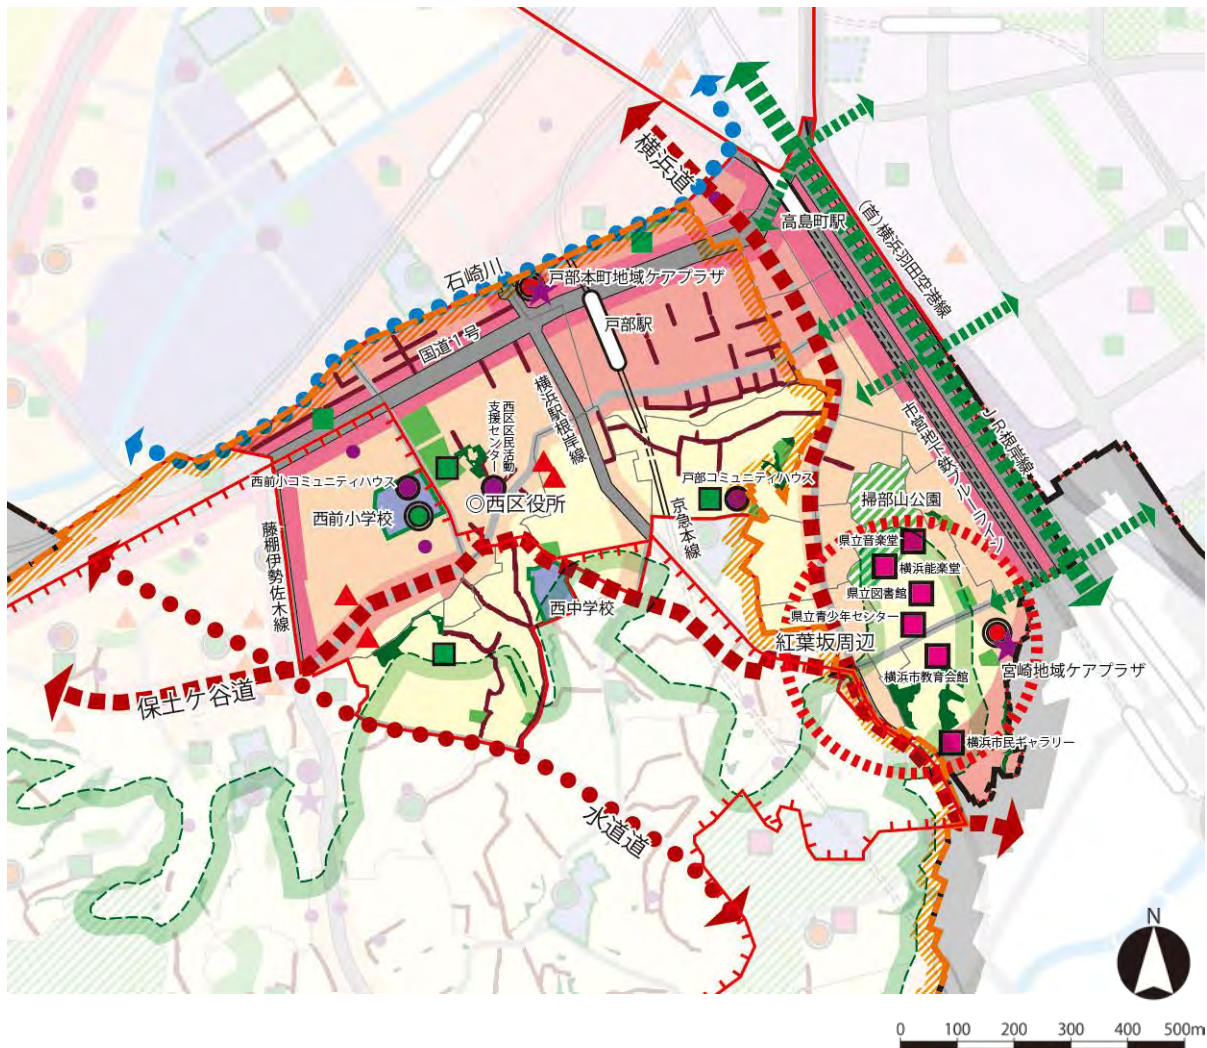 横浜道
高島町駅
(首)横浜羽田空港線
石崎川
戸部本町地域ケアプラザ
戸部駅
国道1号
横浜駅根岸線
西区区民活動
支援センター
市営地下鉄ブルーライン
JR根岸線
西前小コミュニティハウス
戸部コミュニティハウス
西前小学校
◎西区役所
掃部山公園
京急本線
藤棚伊勢佐木線
県立音楽堂
横浜能楽堂
県立図書館
西中学校
県立青少年センター
紅葉坂周辺
宮崎地域ケアプラザ
横浜市教育会館
保土ケ谷道
横浜市民ギャラリー
水道道
N
0 100 200 300 400 500m